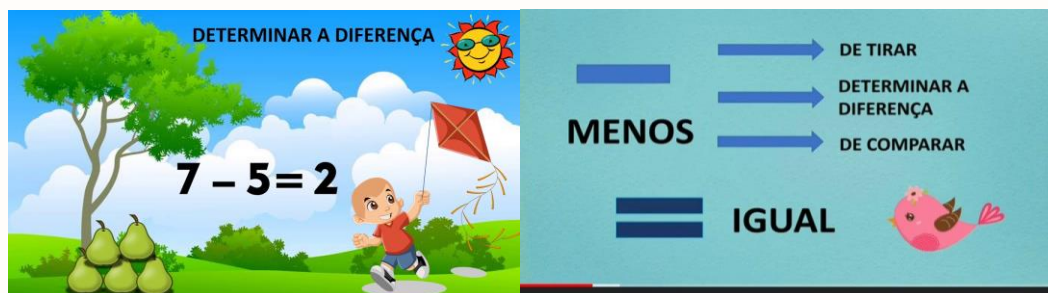 DETERMINAR A DIFERENÇA
7 – 5 = 2
MENOS
DE TIRAR
DETERMINAR A
DIFERENÇA
DE COMPARAR
IGUAL